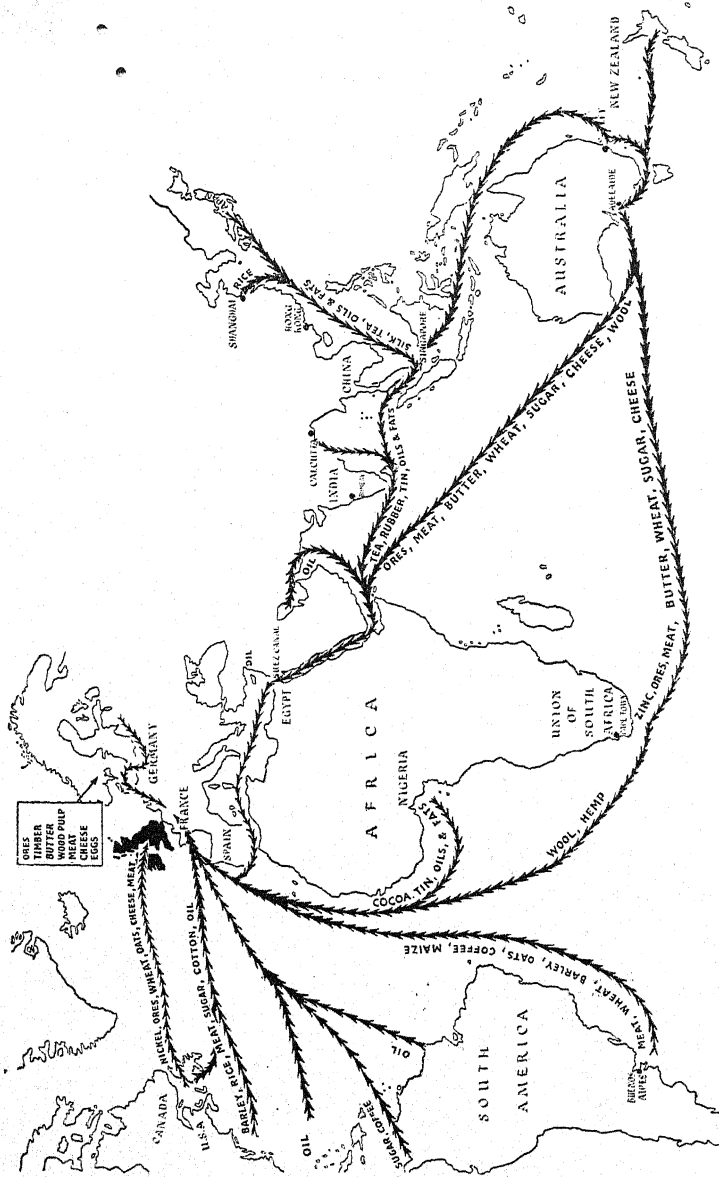 ORES
TIMBER
BUTTER
WOOD PULP
MEAT
CHEESE
EGGS
CANADA
U.S.A
NICKEL, ORES, WHEAT, OATS, CHEESE, MEAT
BARLEY, RICE, MEAT, SUGAR, COTTON, OIL
OIL
SUGAR, COFFEE
OIL
SOUTH
AMERICA
BUENOS
AIRES
MEAT, WHEAT, BARLEY, OATS, COFFEE, MAIZE
GERMANY
FRANCE
SPAIN
OIL
SUEZ CANAL
EGYPT
AFRICA
NIGERIA
COCOA, TIN, OILS, & FATS
WOOL, HEMP
UNION
OF
SOUTH
AFRICA
CAPE TOWN
ZINC, ORES, MEAT, BUTTER, WHEAT, SUGAR, CHEESE
OIL
INDIA
CALCUTTA
CHINA
HONG
KONG
SHANGHAI
RICE
SILK, TEA, OILS & FATS
SINGAPORE
TEA, RUBBER, TIN, OILS & FATS
ORES, MEAT, BUTTER, WHEAT, SUGAR, CHEESE, WOOL
AUSTRALIA
ADELAIDE
NEW ZEALAND